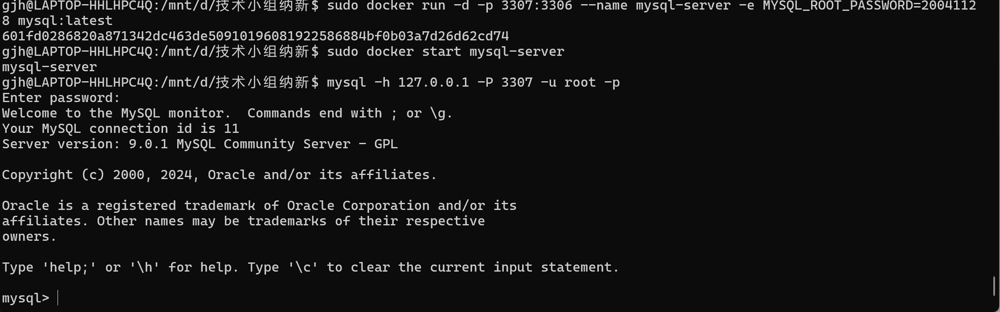 gjh@LAPTOP-HHLHPC4Q:/mnt/d/技术小组纳新$ sudo docker run -d -p 3307:3306 --name mysql-server -e MYSQL_ROOT_PASSWORD=2004112
8 mysql:latest
601fd0286820a871342dc463de5091019608192258​6884bf0b03a7d26d62cd74
gjh@LAPTOP-HHLHPC4Q:/mnt/d/技术小组纳新$ sudo docker start mysql-server
mysql-server
gjh@LAPTOP-HHLHPC4Q:/mnt/d/技术小组纳新$ mysql -h 127.0.0.1 -P 3307 -u root -p
Enter password:
Welcome to the MySQL monitor.  Commands end with ; or \g.
Your MySQL connection id is 11
Server version: 9.0.1 MySQL Community Server - GPL
Copyright (c) 2000, 2024, Oracle and/or its affiliates.
Oracle is a registered trademark of Oracle Corporation and/or its
affiliates. Other names may be trademarks of their respective
owners.
Type 'help;' or '\h' for help. Type '\c' to clear the current input statement.
mysql>